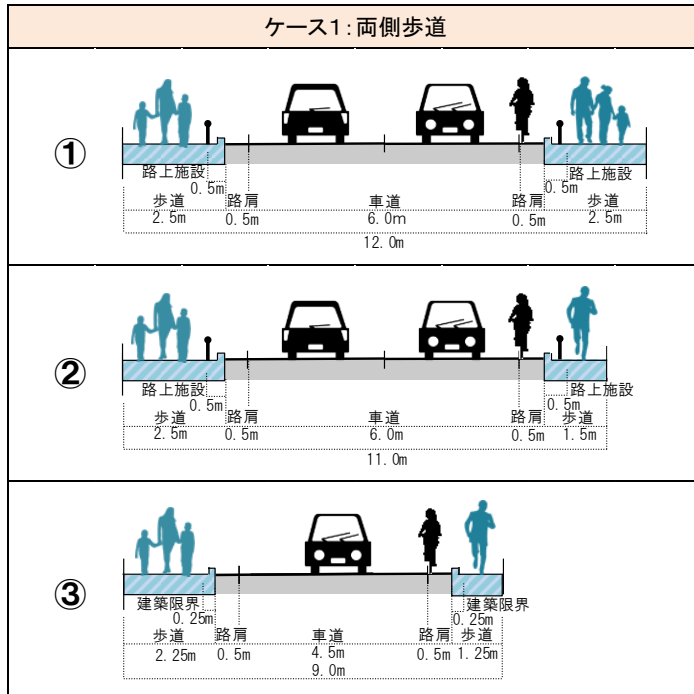 ケース1:両側歩道
①
路上施設 路上施設
0.5m 0.5m
歩道 路肩 車道 路肩 歩道
2.5m 0.5m 6.0m 0.5m 2.5m
12.0m
②
路上施設 路上施設
0.5m 0.5m
歩道 路肩 車道 路肩 歩道
2.5m 0.5m 6.0m 0.5m 1.5m
11.0m
③
建築限界 建築限界
0.25m 0.25m
歩道 路肩 車道 路肩 歩道
2.25m 0.5m 4.5m 0.5m 1.25m
9.0m